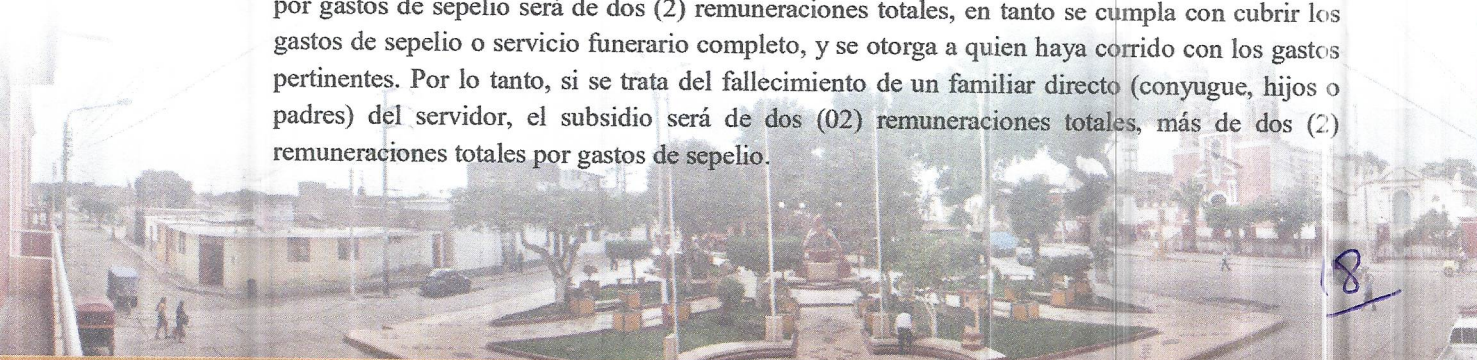 por gastos de sepelio será de dos (2) remuneraciones totales, en tanto se cumpla con cubrir los
gastos de sepelio o servicio funerario completo, y se otorga a quien haya corrido con los gastos
pertinentes. Por lo tanto, si se trata del fallecimiento de un familiar directo (conyugue, hijos o
padres) del servidor, el subsidio será de dos (02) remuneraciones totales, más de dos (2)
remuneraciones totales por gastos de sepelio.
18